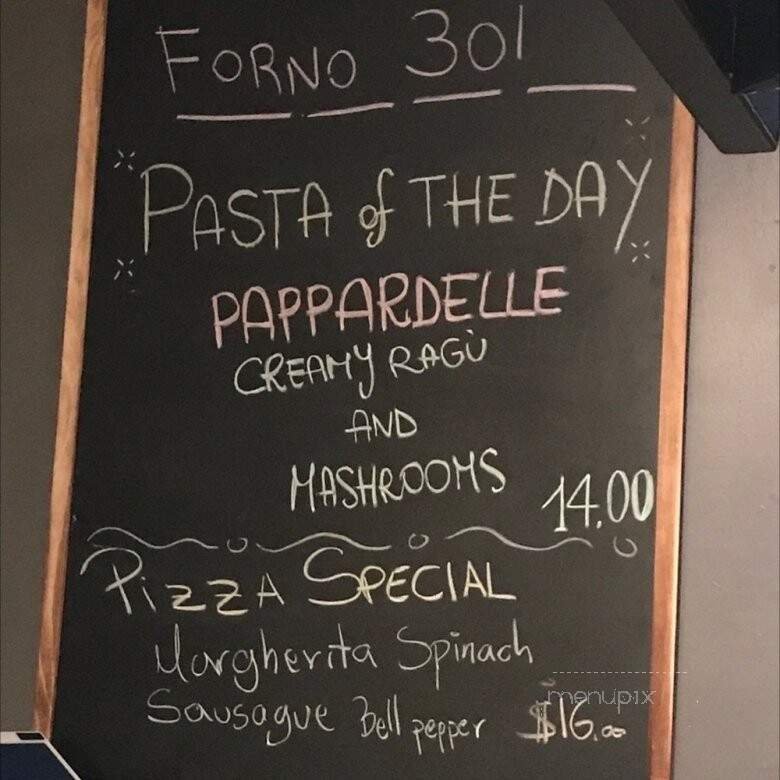 FORNO 301
PASTA of THE DAY
PAPPARDELLE
CREAMY RAGÙ
AND
MASHROOMS 14.00
PIZZA SPECIAL
Margherita Spinach
Sausague Bell pepper $16.00
menupix